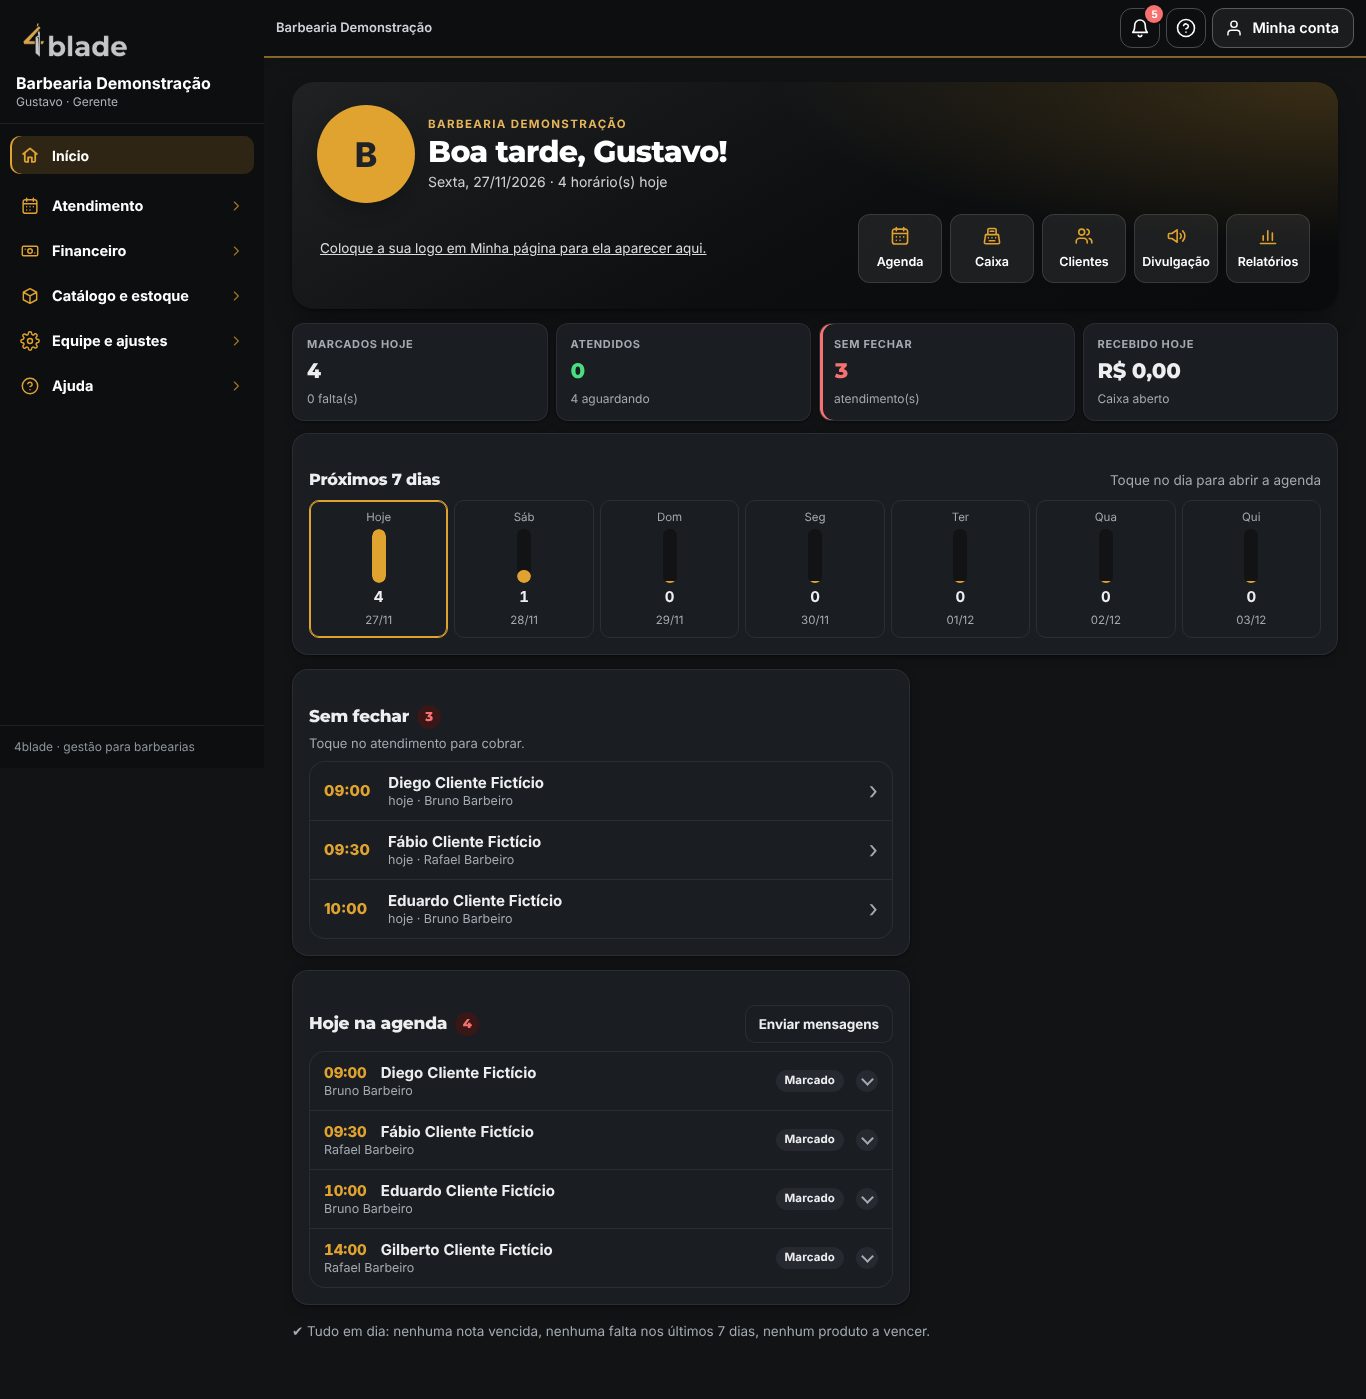 4blade
Barbearia Demonstração
Gustavo · Gerente
Início
Atendimento
Financeiro
Catálogo e estoque
Equipe e ajustes
Ajuda
4blade · gestão para barbearias
Barbearia Demonstração
5
Minha conta
B
BARBEARIA DEMONSTRAÇÃO
Boa tarde, Gustavo!
Sexta, 27/11/2026 · 4 horário(s) hoje
Coloque a sua logo em Minha página para ela aparecer aqui.
Agenda
Caixa
Clientes
Divulgação
Relatórios
MARCADOS HOJE
4
0 falta(s)
ATENDIDOS
0
4 aguardando
SEM FECHAR
3
atendimento(s)
RECEBIDO HOJE
R$ 0,00
Caixa aberto
Próximos 7 dias
Toque no dia para abrir a agenda
Hoje
4
27/11
Sáb
1
28/11
Dom
0
29/11
Seg
0
30/11
Ter
0
01/12
Qua
0
02/12
Qui
0
03/12
Sem fechar 3
Toque no atendimento para cobrar.
09:00 Diego Cliente Fictício
hoje · Bruno Barbeiro
09:30 Fábio Cliente Fictício
hoje · Rafael Barbeiro
10:00 Eduardo Cliente Fictício
hoje · Bruno Barbeiro
Hoje na agenda 4
Enviar mensagens
09:00 Diego Cliente Fictício
Bruno Barbeiro
Marcado
09:30 Fábio Cliente Fictício
Rafael Barbeiro
Marcado
10:00 Eduardo Cliente Fictício
Bruno Barbeiro
Marcado
14:00 Gilberto Cliente Fictício
Rafael Barbeiro
Marcado
✔ Tudo em dia: nenhuma nota vencida, nenhuma falta nos últimos 7 dias, nenhum produto a vencer.